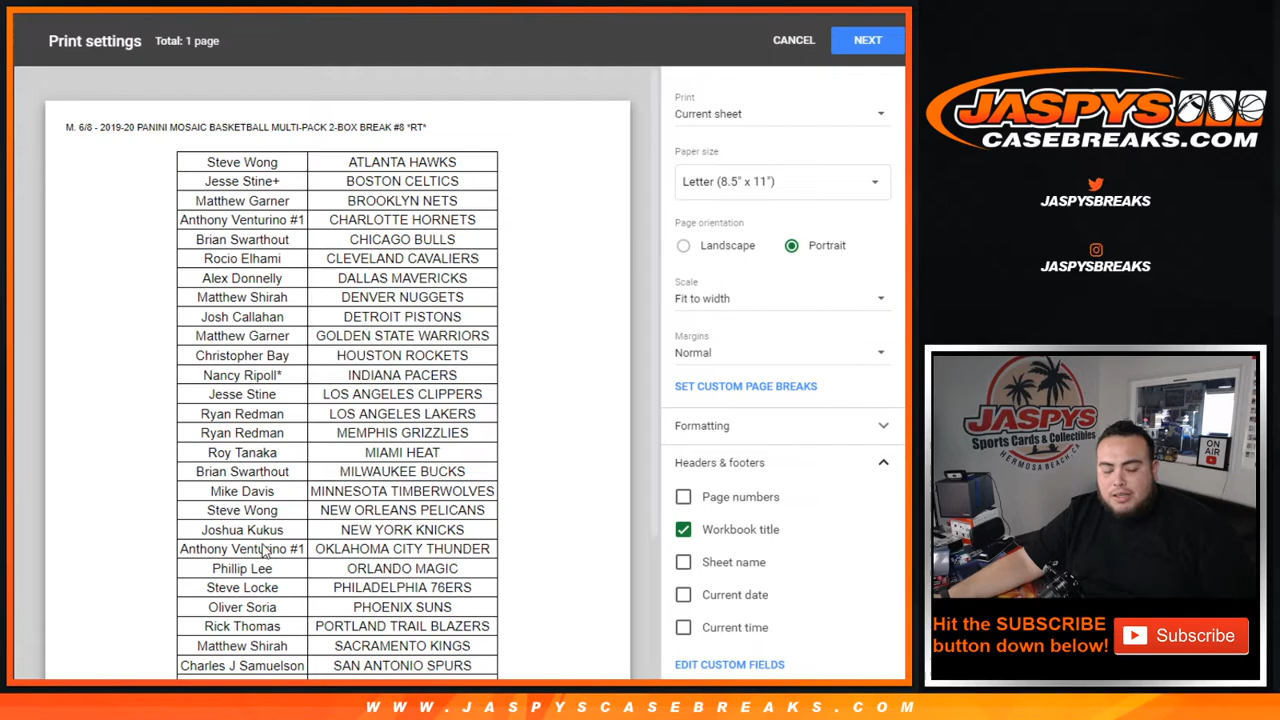 Print settings Total: 1 page CANCEL NEXT
M. 6/8 - 2019-20 PANINI MOSAIC BASKETBALL MULTI-PACK 2-BOX BREAK #8 *RT*
Steve Wong ATLANTA HAWKS
Jesse Stine+ BOSTON CELTICS
Matthew Garner BROOKLYN NETS
Anthony Venturino #1 CHARLOTTE HORNETS
Brian Swarthout CHICAGO BULLS
Rocio Elhami CLEVELAND CAVALIERS
Alex Donnelly DALLAS MAVERICKS
Matthew Shirah DENVER NUGGETS
Josh Callahan DETROIT PISTONS
Matthew Garner GOLDEN STATE WARRIORS
Christopher Bay HOUSTON ROCKETS
Nancy Ripoll* INDIANA PACERS
Jesse Stine LOS ANGELES CLIPPERS
Ryan Redman LOS ANGELES LAKERS
Ryan Redman MEMPHIS GRIZZLIES
Roy Tanaka MIAMI HEAT
Brian Swarthout MILWAUKEE BUCKS
Mike Davis MINNESOTA TIMBERWOLVES
Steve Wong NEW ORLEANS PELICANS
Joshua Kukus NEW YORK KNICKS
Anthony Venturino #1 OKLAHOMA CITY THUNDER
Phillip Lee ORLANDO MAGIC
Steve Locke PHILADELPHIA 76ERS
Oliver Soria PHOENIX SUNS
Rick Thomas PORTLAND TRAIL BLAZERS
Matthew Shirah SACRAMENTO KINGS
Charles J Samuelson SAN ANTONIO SPURS
Print
Current sheet
Paper size
Letter (8.5" x 11")
Page orientation
Landscape Portrait
Scale
Fit to width
Margins
Normal
SET CUSTOM PAGE BREAKS
Formatting
Headers & footers
Page numbers
Workbook title
Sheet name
Current date
Current time
EDIT CUSTOM FIELDS
JASPYS
CASEBREAKS.COM
JASPYSBREAKS
JASPYSBREAKS
JASPYS
Sports Cards & Collectibles
HERMOSA BEACH, CA
ON
AIR
Hit the SUBSCRIBE
button down below!
Subscribe
WWW.JASPYSCASEBREAKS.COM